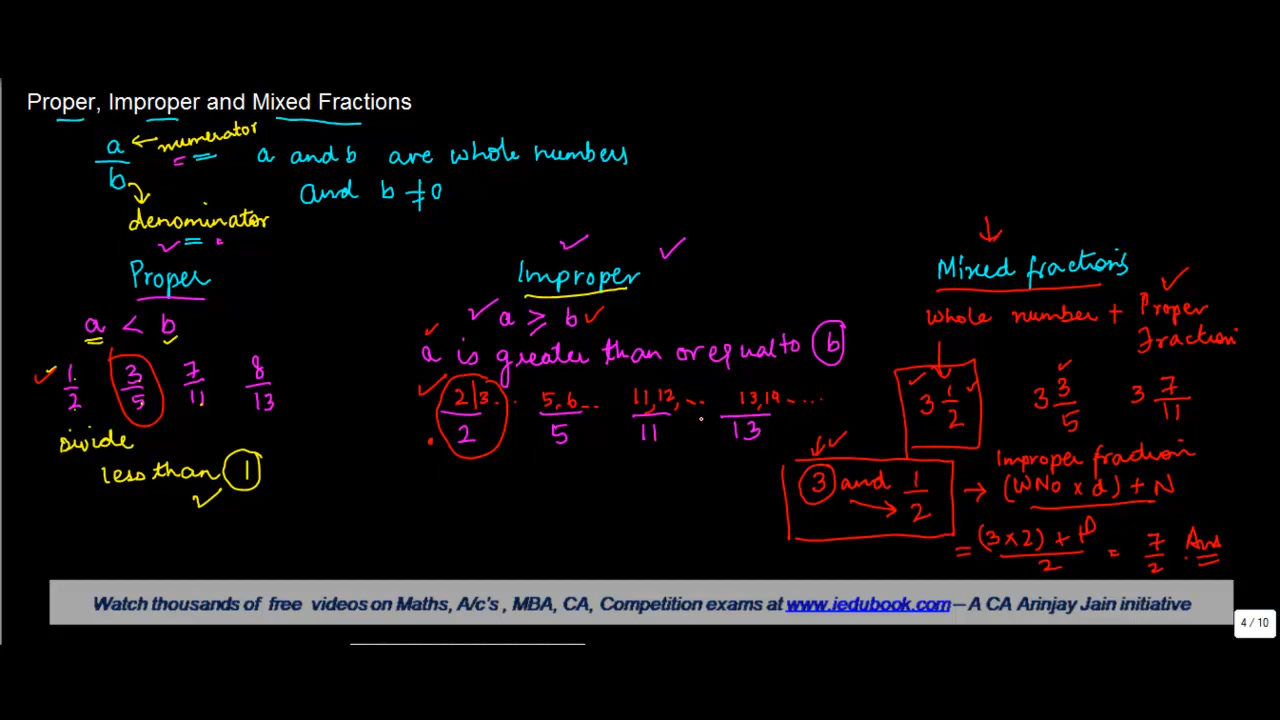 Proper, Improper and Mixed Fractions
a ← numerator
b
denominator
a and b are whole numbers
and b ≠ 0
Proper
a < b
1/2 3/5 7/11 8/13
divide
less than 1
Improper
a ≥ b
a is greater than or equal to b
2|3.. /2 5,6.../5 11,12,.../11 13,14..../13
Mixed fractions
whole number + Proper
Fraction
3 1/2 3 3/5 3 7/11
3 and 1/2
→ Improper fraction
(WNo x d) + N
= (3x2) + 1/2 = 7/2 Ans
Watch thousands of free videos on Maths, A/c's , MBA, CA, Competition exams at www.iedubook.com – A CA Arinjay Jain initiative
4 / 10